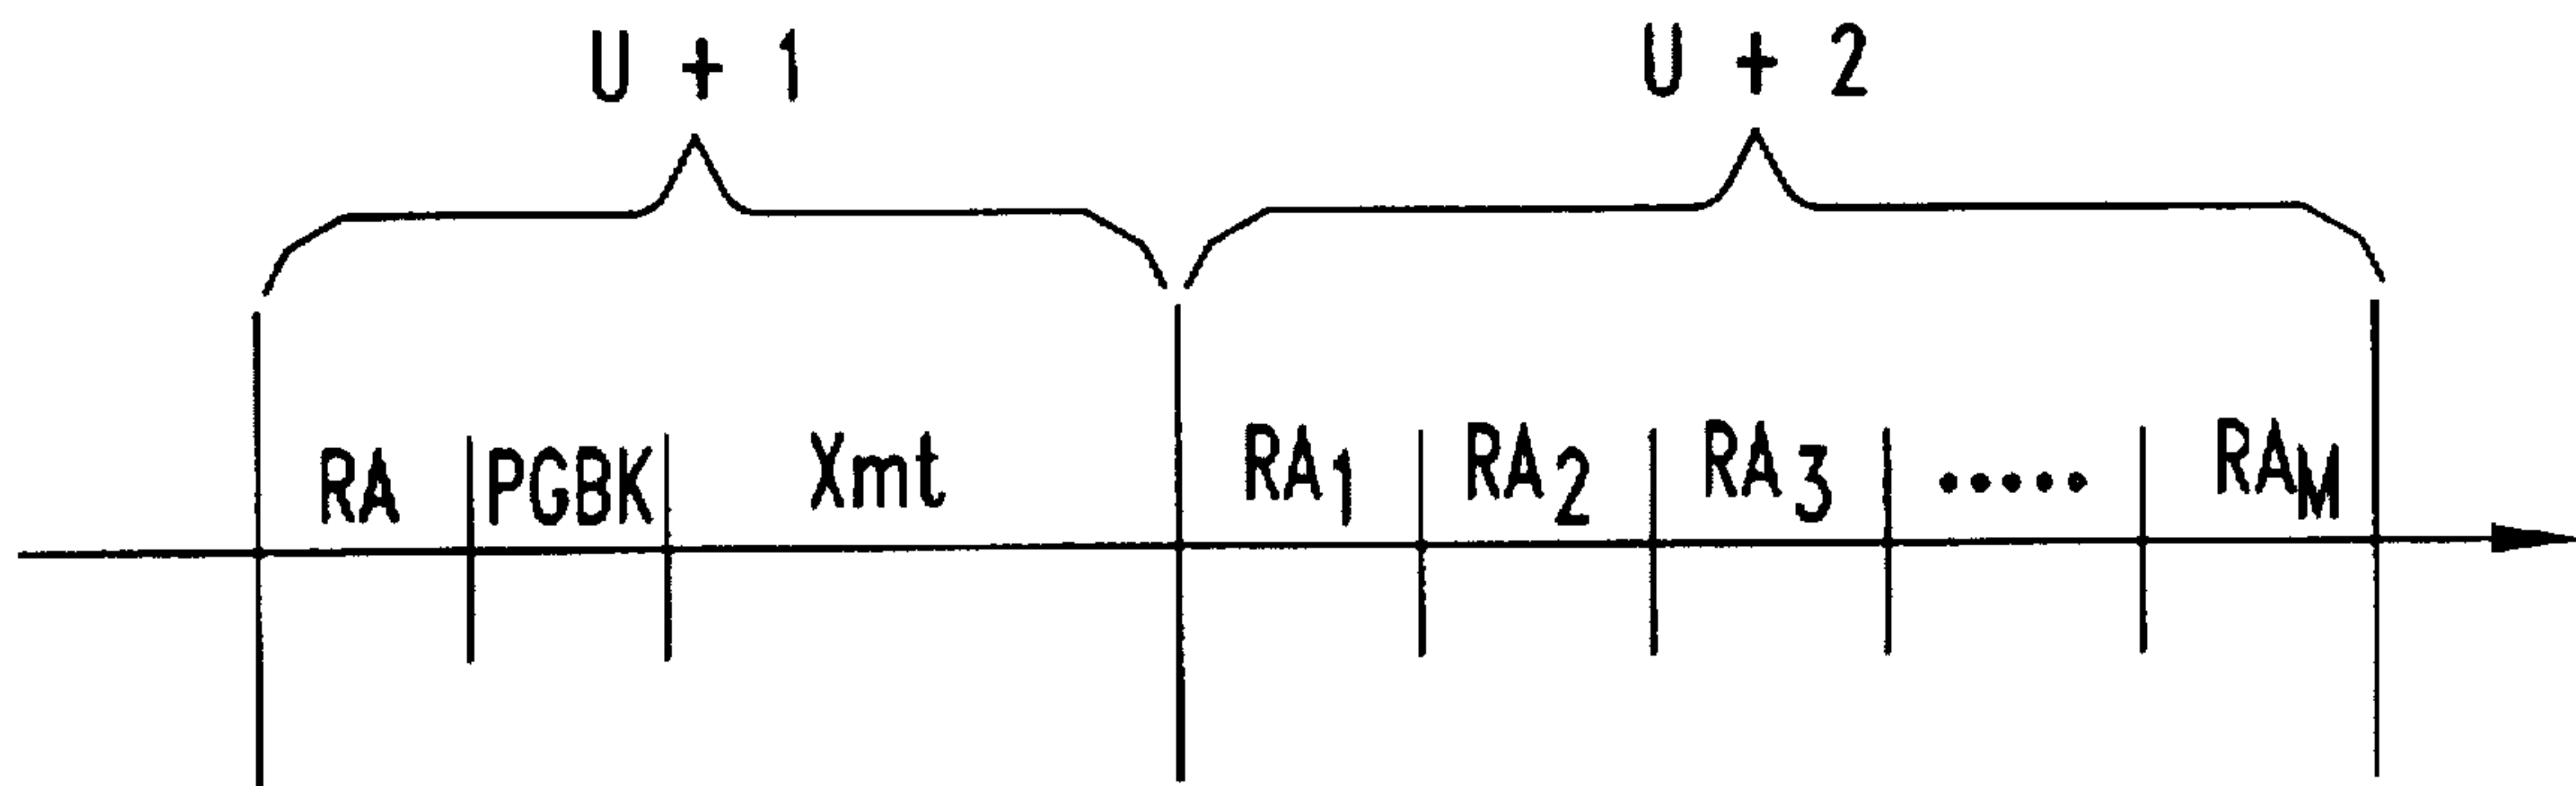 U + 1 U + 2
RA PGBK Xmt RA1 RA2 RA3 ..... RAM